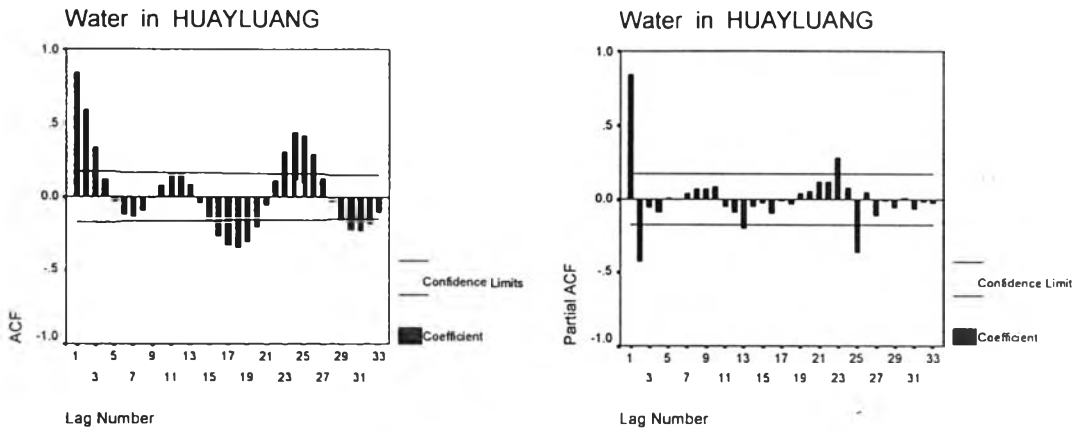 Water in HUAYLUANG
1.0
.5
0.0
-.5
-1.0
ACF
1 5 9 13 17 21 25 29 33
3 7 11 15 19 23 27 31
Lag Number
Confidence Limits
Coefficient
Water in HUAYLUANG
1.0
.5
0.0
-.5
-1.0
Partial ACF
1 5 9 13 17 21 25 29 33
3 7 11 15 19 23 27 31
Lag Number
Confidence Limit
Coefficient